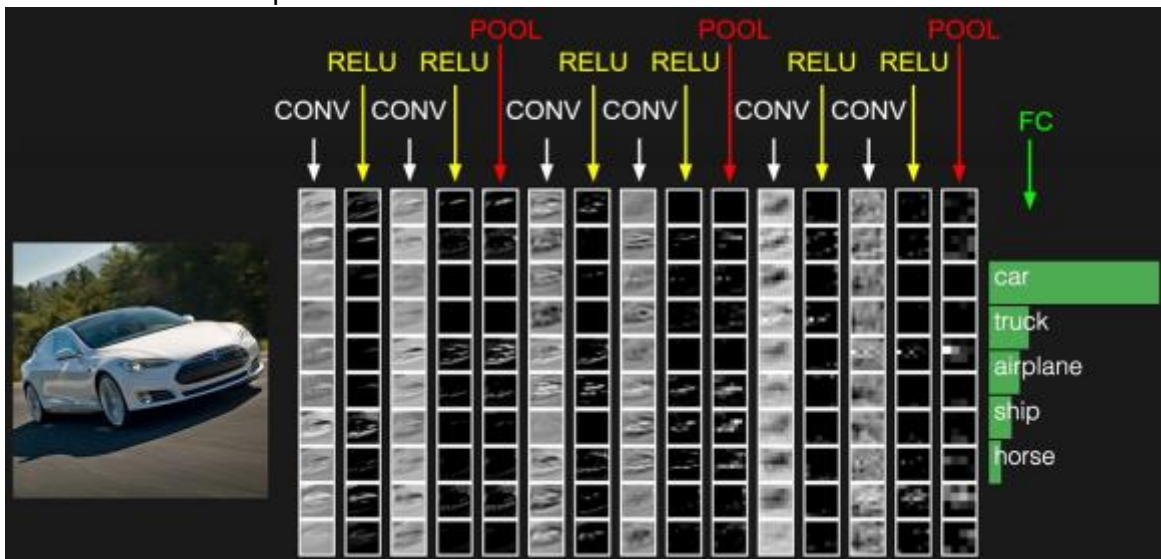 POOL POOL POOL
RELU RELU RELU RELU RELU RELU
CONV CONV CONV CONV CONV CONV
FC
car
truck
airplane
ship
horse